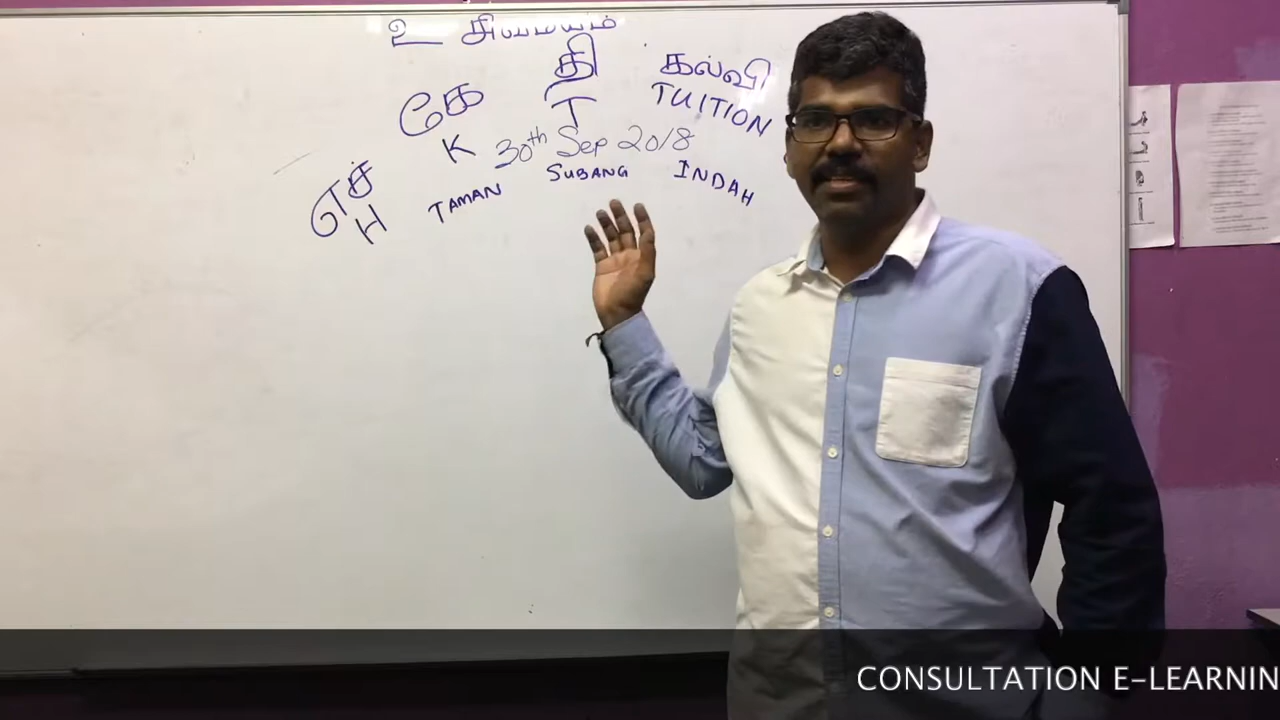 உ சிவமயம்
எச் கே தி கல்வி
H K T TUITION
30th Sep 2018
TAMAN SUBANG INDAH
CONSULTATION E-LEARNIN